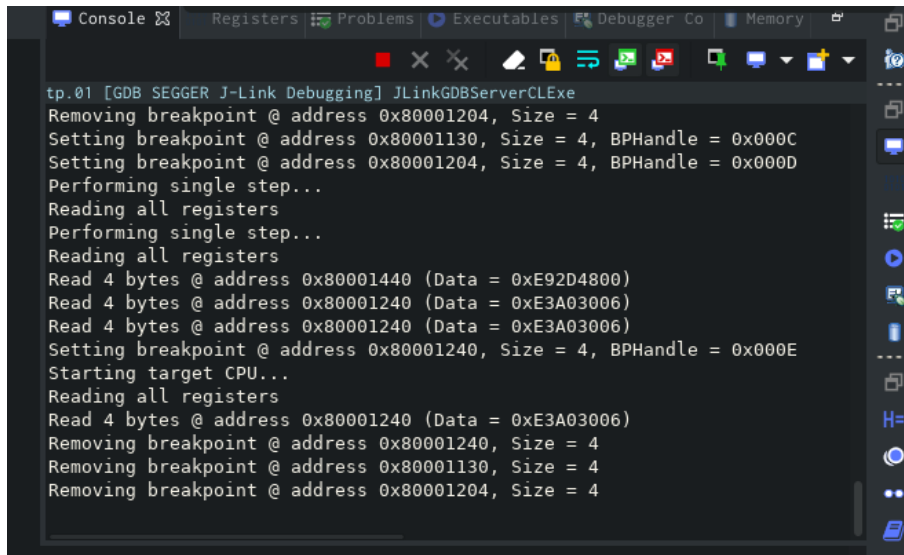 Console Registers Problems Executables Debugger Co Memory
tp.01 [GDB SEGGER J-Link Debugging] JLinkGDBServerCLExe
Removing breakpoint @ address 0x80001204, Size = 4
Setting breakpoint @ address 0x80001130, Size = 4, BPHandle = 0x000C
Setting breakpoint @ address 0x80001204, Size = 4, BPHandle = 0x000D
Performing single step...
Reading all registers
Performing single step...
Reading all registers
Read 4 bytes @ address 0x80001440 (Data = 0xE92D4800)
Read 4 bytes @ address 0x80001240 (Data = 0xE3A03006)
Read 4 bytes @ address 0x80001240 (Data = 0xE3A03006)
Setting breakpoint @ address 0x80001240, Size = 4, BPHandle = 0x000E
Starting target CPU...
Reading all registers
Read 4 bytes @ address 0x80001240 (Data = 0xE3A03006)
Removing breakpoint @ address 0x80001240, Size = 4
Removing breakpoint @ address 0x80001130, Size = 4
Removing breakpoint @ address 0x80001204, Size = 4